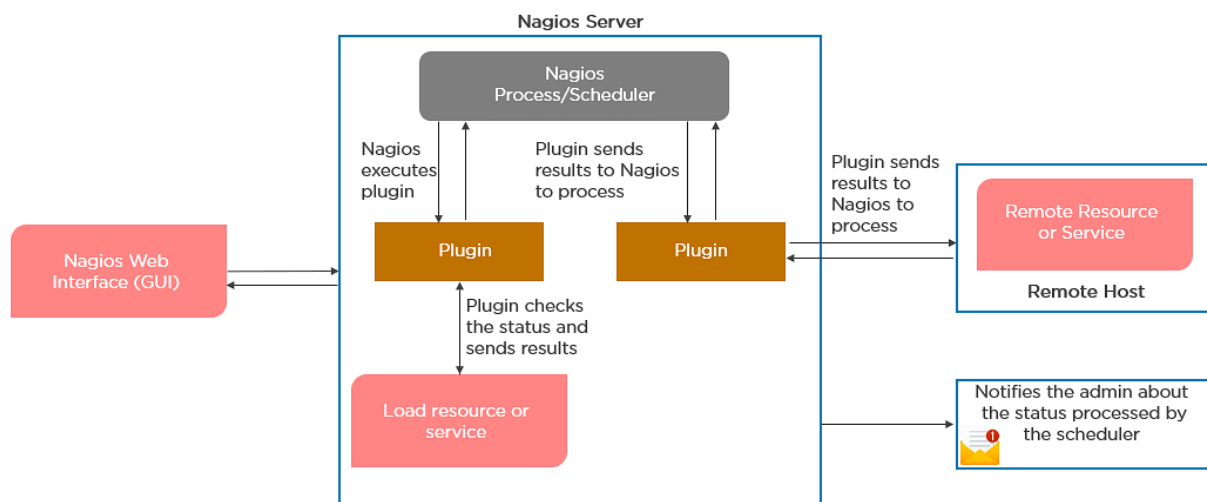 Nagios Server
Nagios
Process/Scheduler
Nagios
executes
plugin
Plugin sends
results to Nagios
to process
Plugin sends
results to
Nagios to
process
Remote Resource
or Service
Remote Host
Nagios Web
Interface (GUI)
Plugin
Plugin
Plugin checks
the status and
sends results
Load resource or
service
Notifies the admin about
the status processed by
the scheduler
1